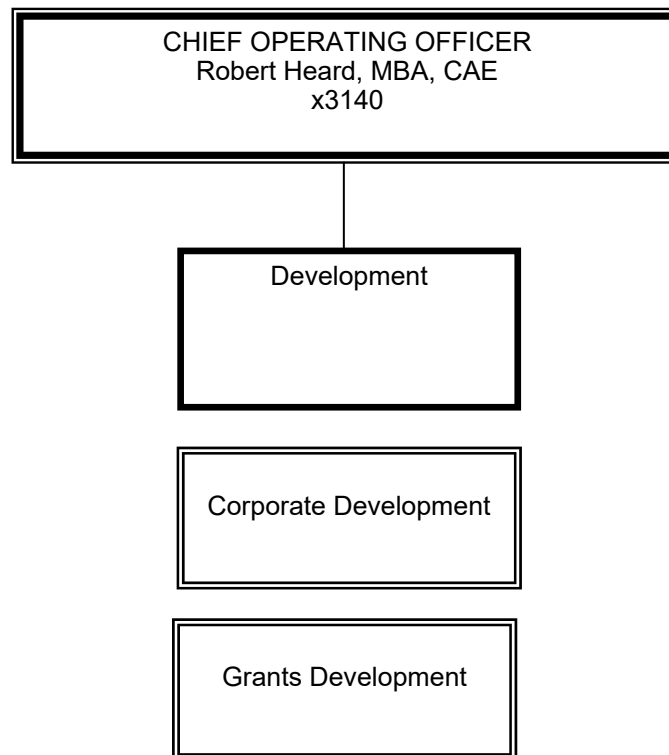 CHIEF OPERATING OFFICER
Robert Heard, MBA, CAE
x3140
Development
Corporate Development
Grants Development